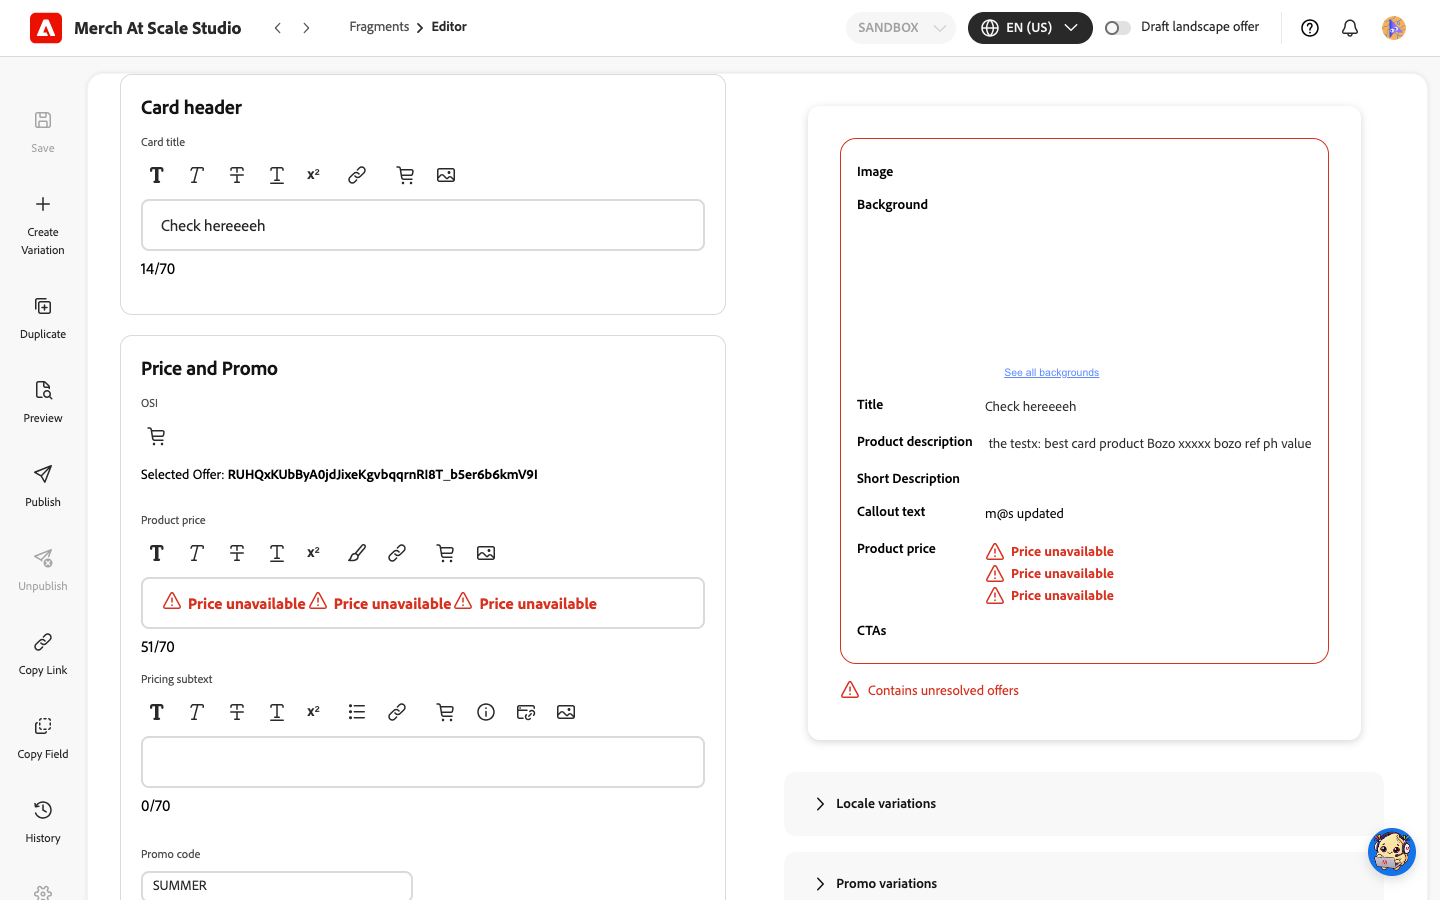 Merch At Scale Studio
Fragments
Editor
SANDBOX
EN (US)
Draft landscape offer
Save
Create
Variation
Duplicate
Preview
Publish
Unpublish
Copy Link
Copy Field
History
Card header
Card title
T T T T x²
Check hereeeeh
14/70
Price and Promo
OSI
Selected Offer: RUHQxKUbByA0jdJixeKgvbqqrnRI8T_b5er6b6kmV9I
Product price
T T T T x²
Price unavailable Price unavailable Price unavailable
51/70
Pricing subtext
T T T T x²
0/70
Promo code
SUMMER
Image
Background
See all backgrounds
Title Check hereeeeh
Product description the testx: best card product Bozo xxxxx bozo ref ph value
Short Description
Callout text m@s updated
Product price Price unavailable
Price unavailable
Price unavailable
CTAs
Contains unresolved offers
Locale variations
Promo variations